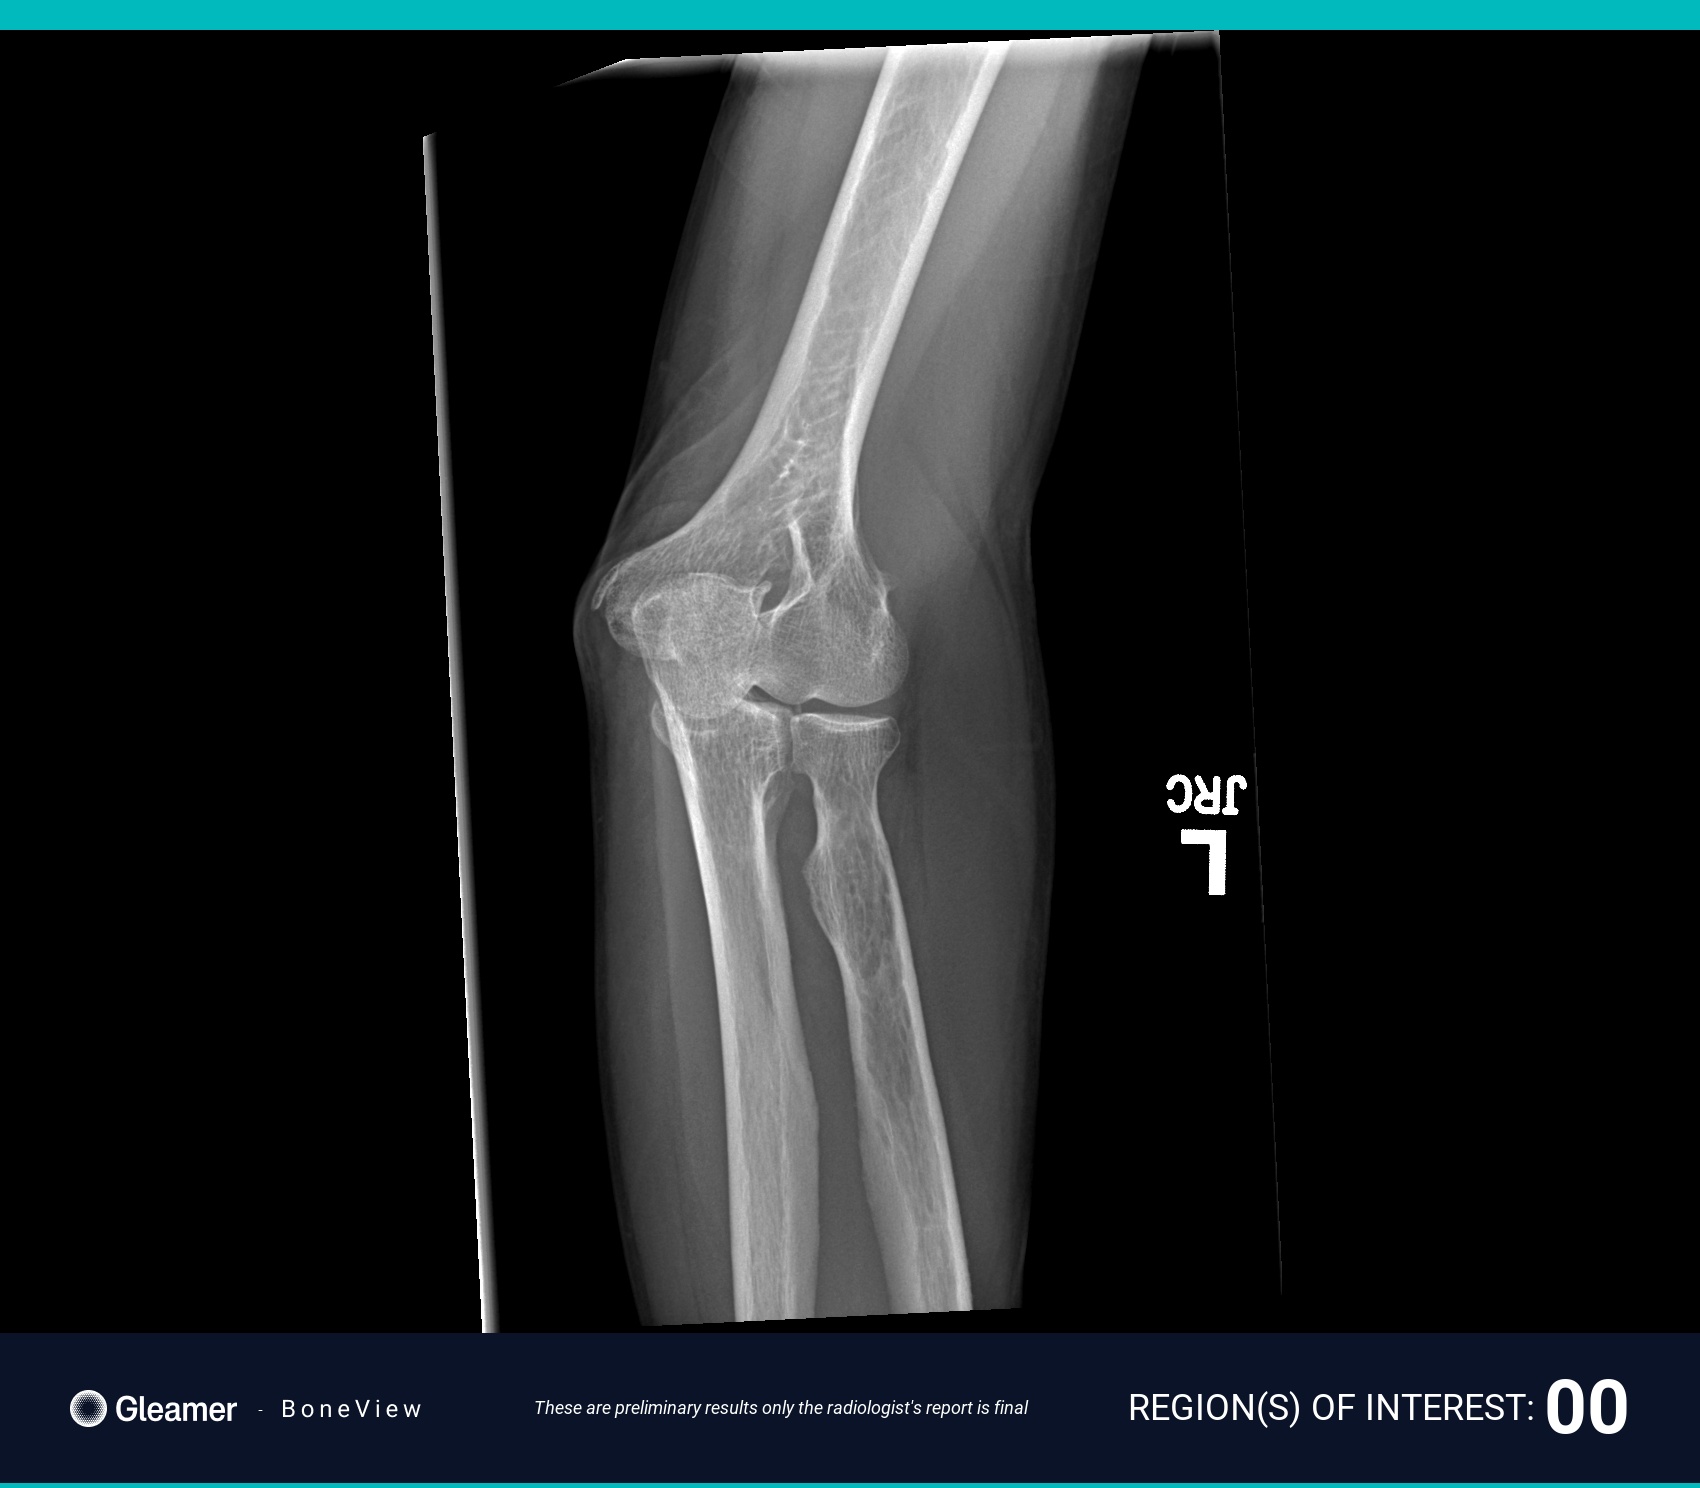 JRC
L
Gleamer - BoneView
These are preliminary results only the radiologist's report is final
REGION(S) OF INTEREST: 00